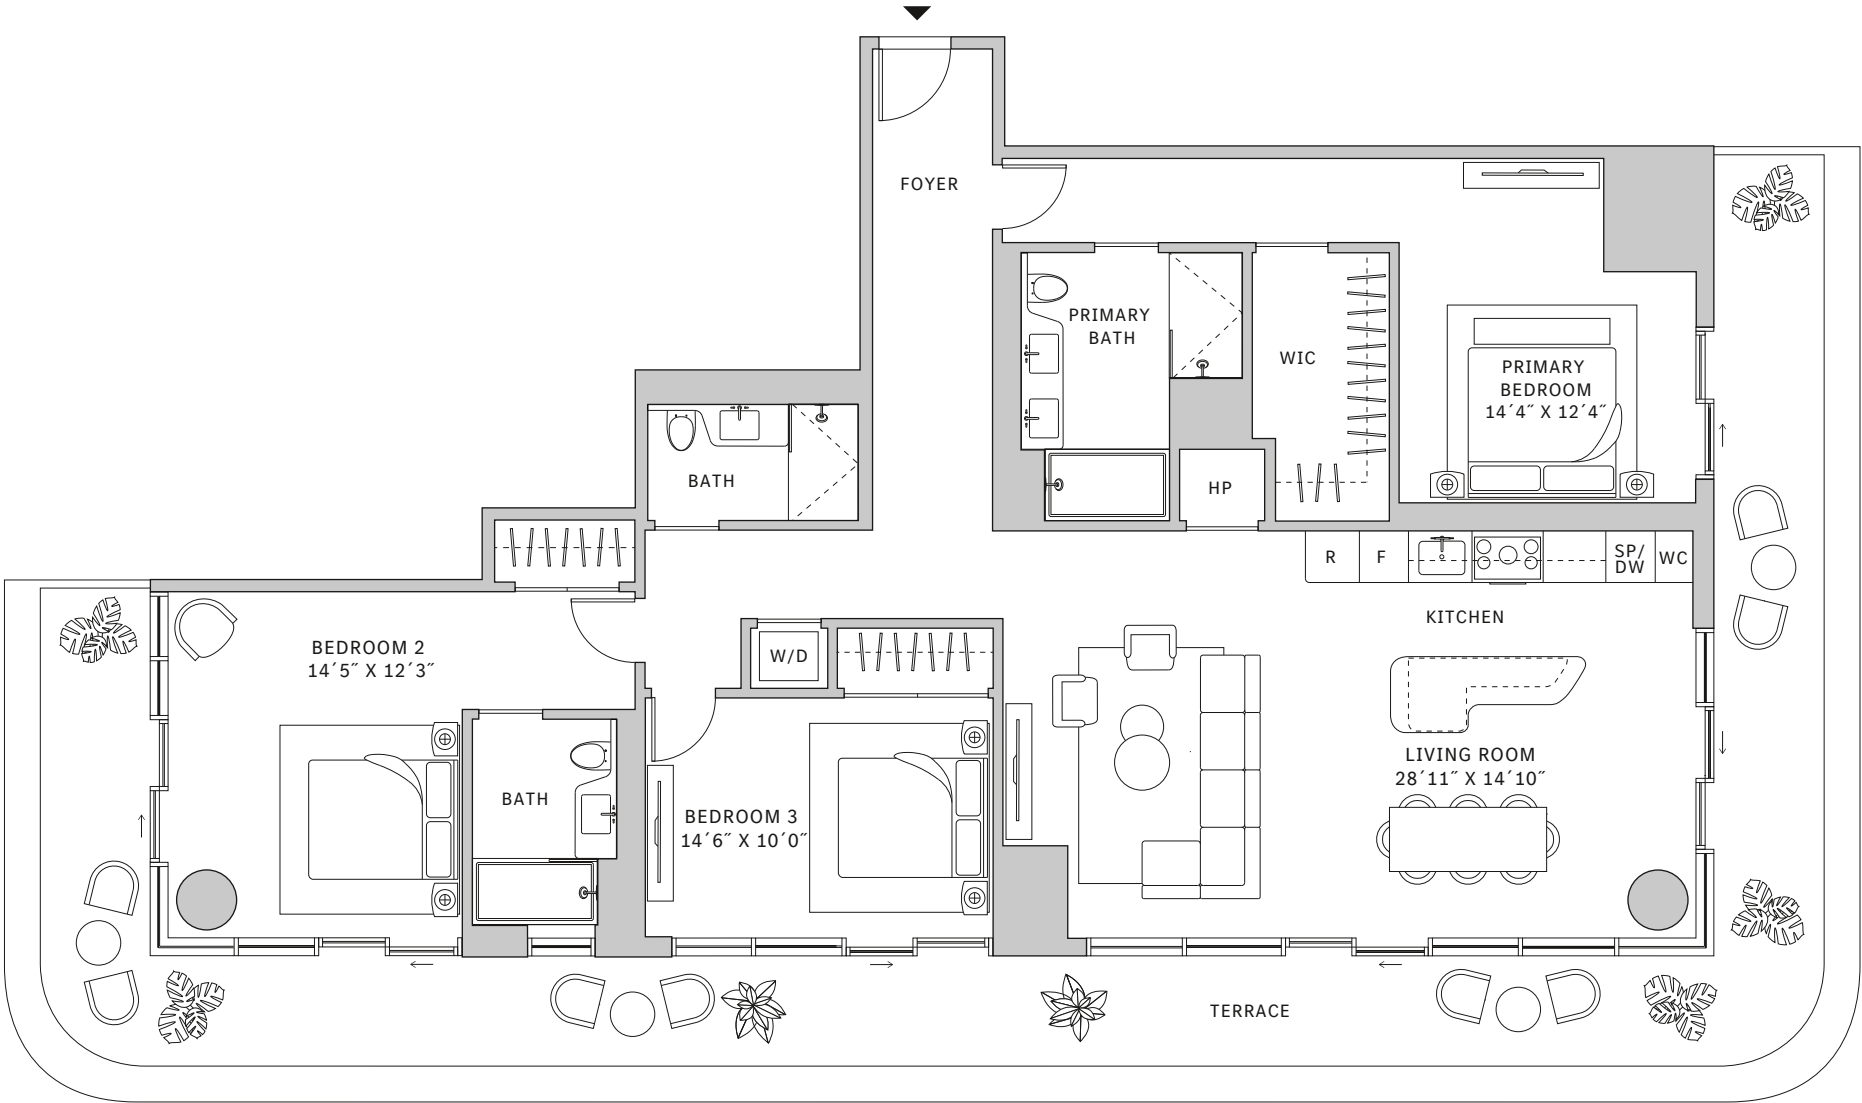 FOYER
PRIMARY
BATH
WIC
PRIMARY
BEDROOM
14´4˝ X 12´4˝
BATH
HP
R
F
SP/
DW
WC
KITCHEN
BEDROOM 2
14´5˝ X 12´3˝
W/D
LIVING ROOM
28´11˝ X 14´10˝
BATH
BEDROOM 3
14´6˝ X 10´0˝
TERRACE